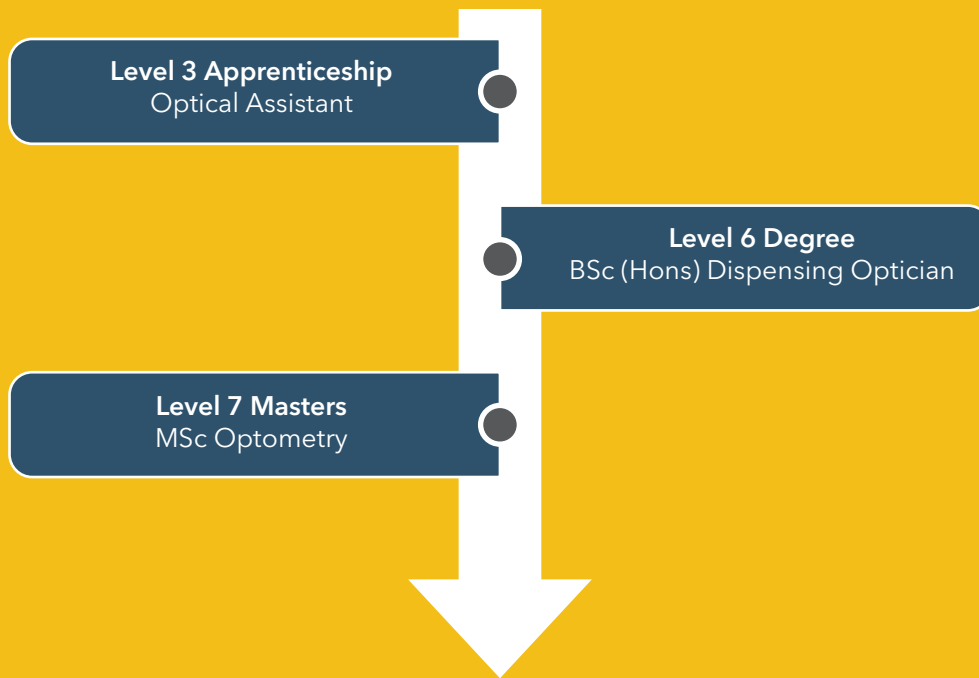 Level 3 Apprenticeship
Optical Assistant
Level 6 Degree
BSc (Hons) Dispensing Optician
Level 7 Masters
MSc Optometry